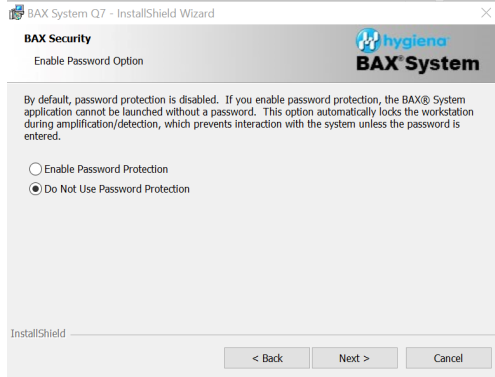 BAX System Q7 - InstallShield Wizard
BAX Security
Enable Password Option
hygiena
BAX® System
By default, password protection is disabled. If you enable password protection, the BAX® System
application cannot be launched without a password. This option automatically locks the workstation
during amplification/detection, which prevents interaction with the system unless the password is
entered.
Enable Password Protection
Do Not Use Password Protection
InstallShield
< Back
Next >
Cancel